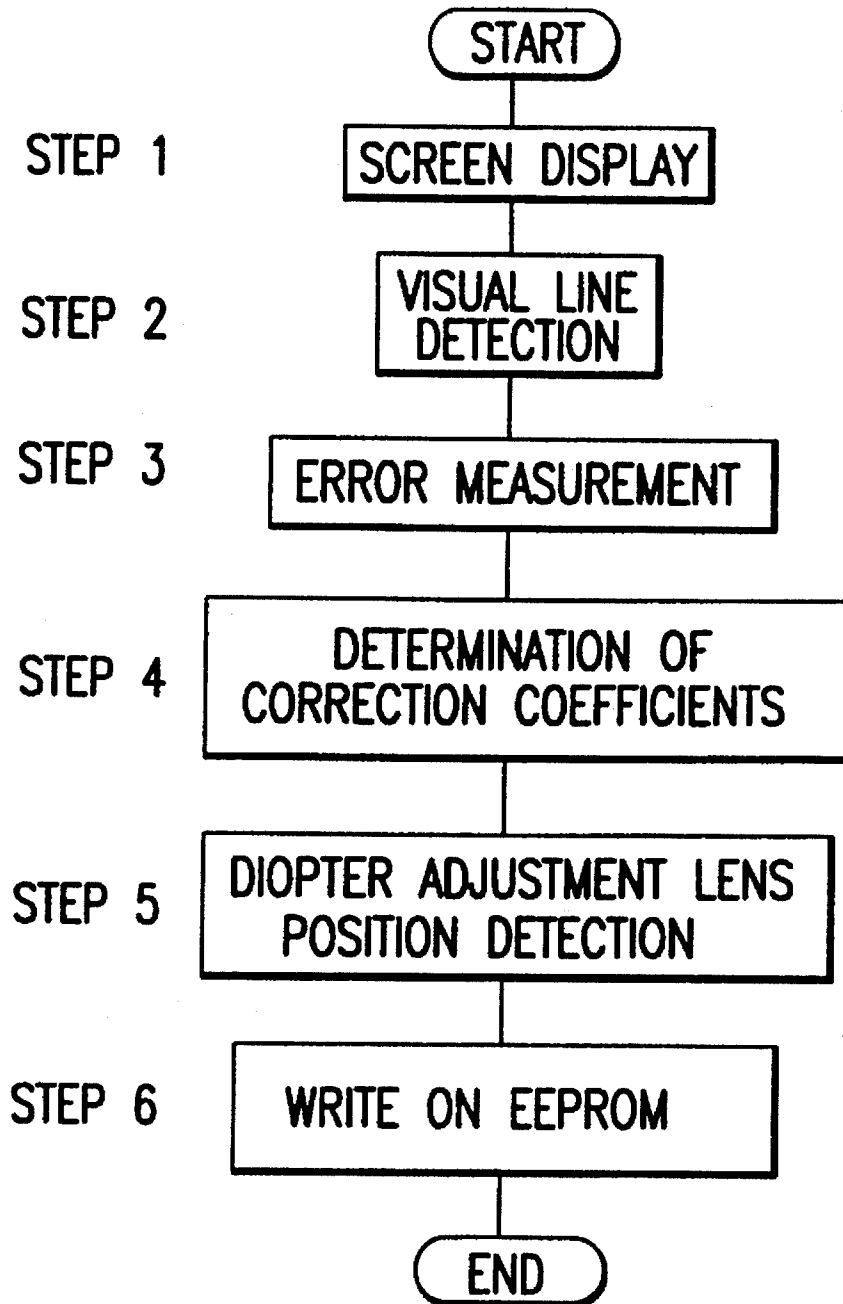 START
STEP 1
SCREEN DISPLAY
STEP 2
VISUAL LINE
DETECTION
STEP 3
ERROR MEASUREMENT
STEP 4
DETERMINATION OF
CORRECTION COEFFICIENTS
STEP 5
DIOPTER ADJUSTMENT LENS
POSITION DETECTION
STEP 6
WRITE ON EEPROM
END